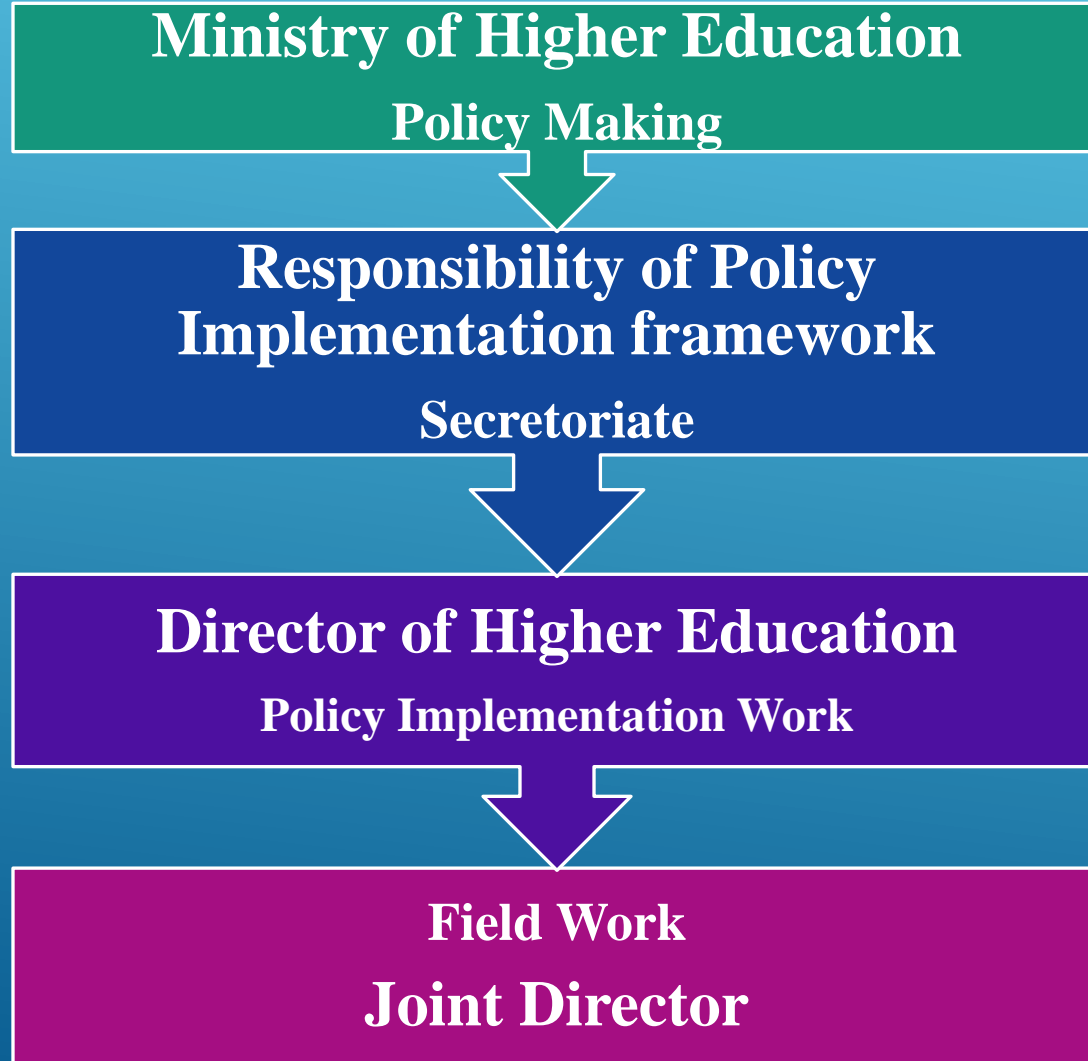 Ministry of Higher Education
Policy Making
Responsibility of Policy
Implementation framework
Secretoriate
Director of Higher Education
Policy Implementation Work
Field Work
Joint Director